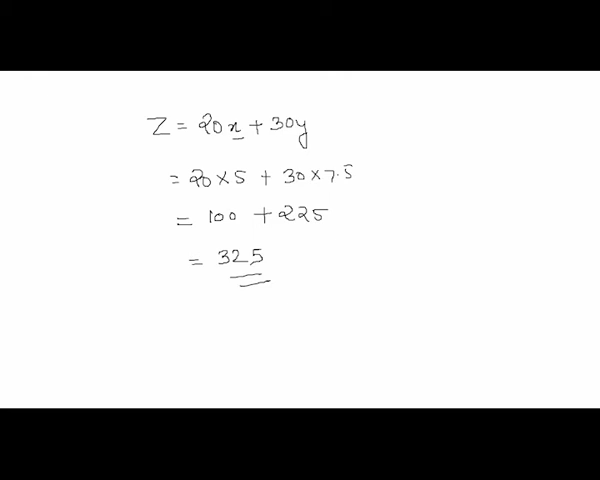 Z = 20x + 30y
= 20 × 5 + 30 × 7.5
= 100 + 225
= 325